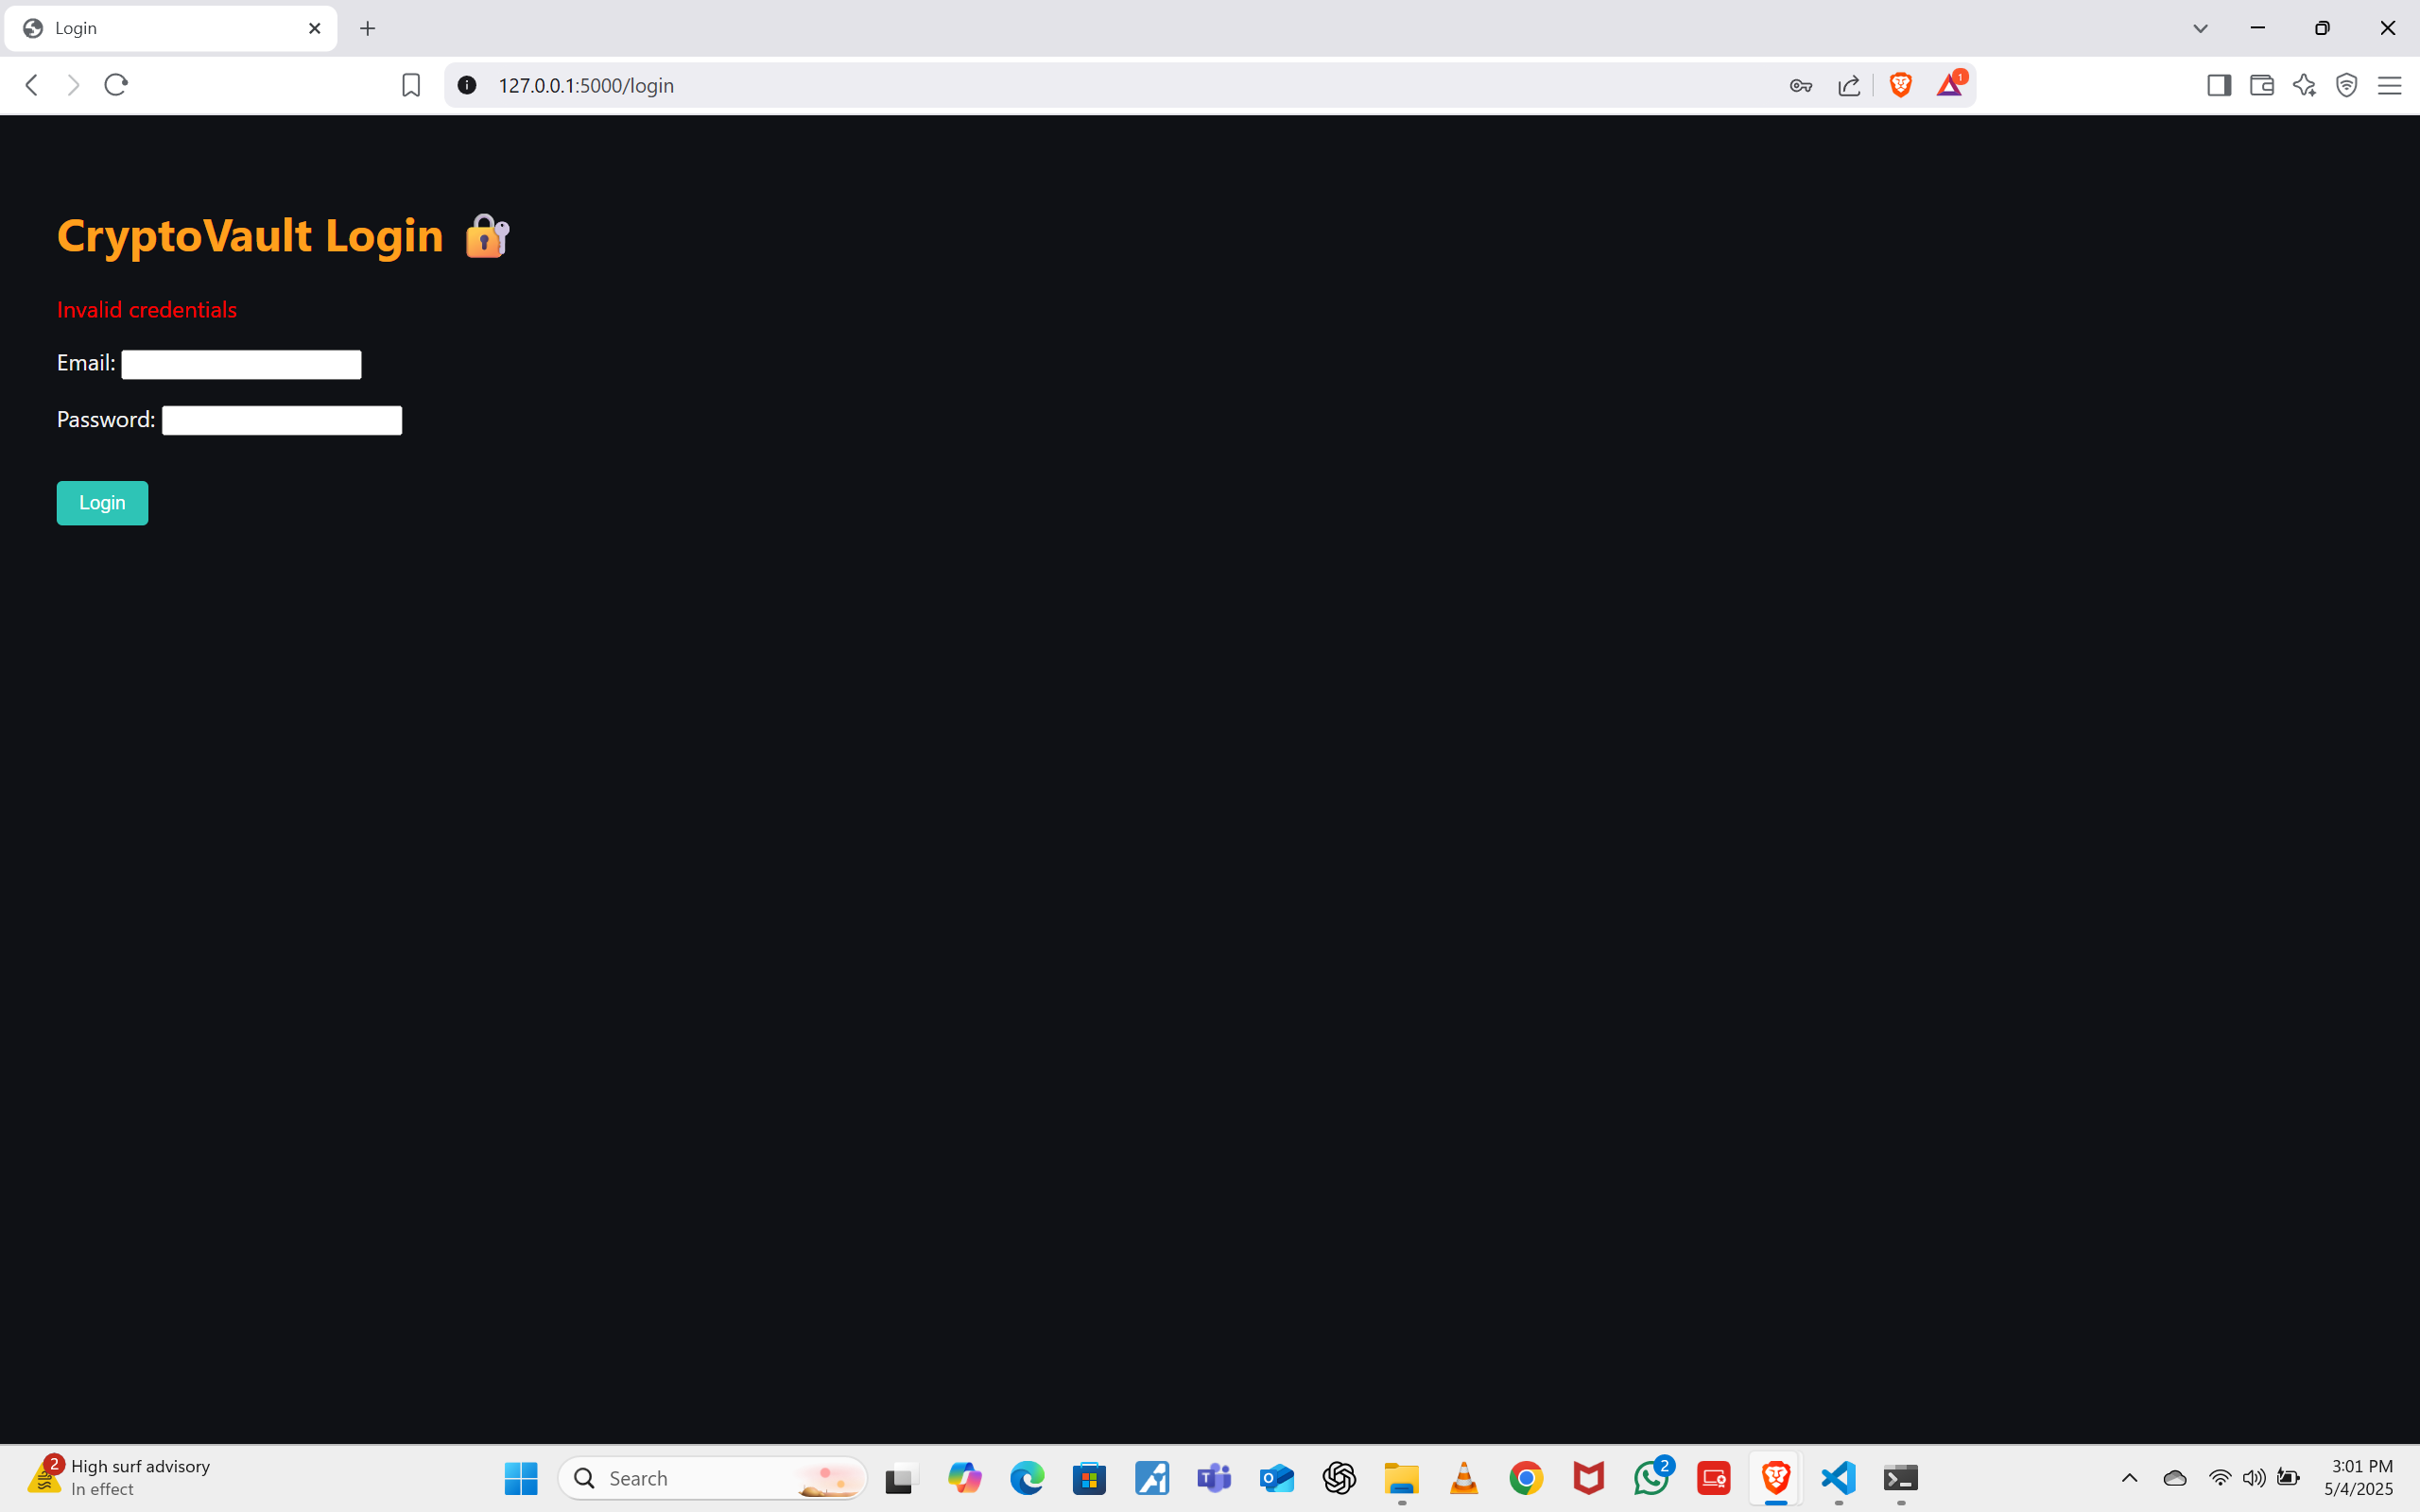 Login
127.0.0.1:5000/login
1
CryptoVault Login
Invalid credentials
Email:
Password:
Login
2
High surf advisory
In effect
Search
2
3:01 PM
5/4/2025